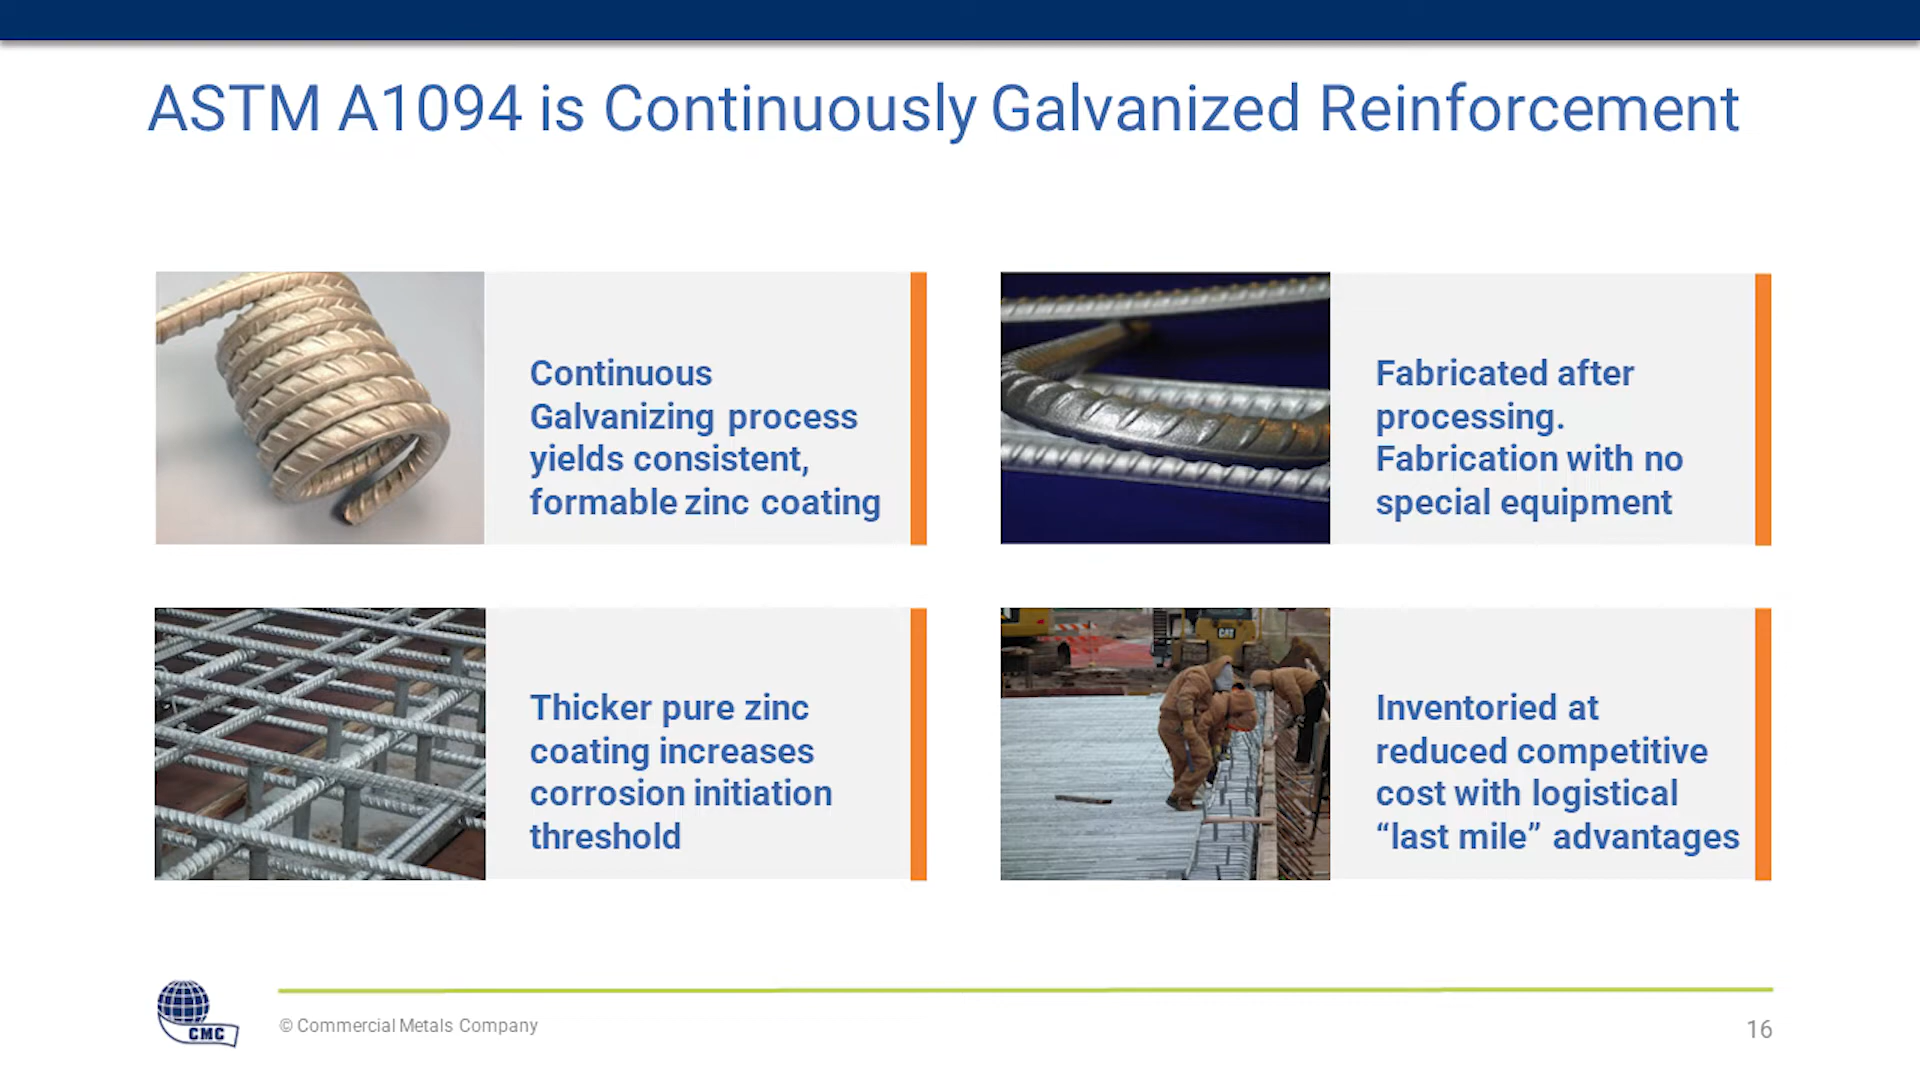 ASTM A1094 is Continuously Galvanized Reinforcement
Continuous
Galvanizing process
yields consistent,
formable zinc coating
Fabricated after
processing.
Fabrication with no
special equipment
Thicker pure zinc
coating increases
corrosion initiation
threshold
CAT
Inventoried at
reduced competitive
cost with logistical
“last mile” advantages
CMC
© Commercial Metals Company
16